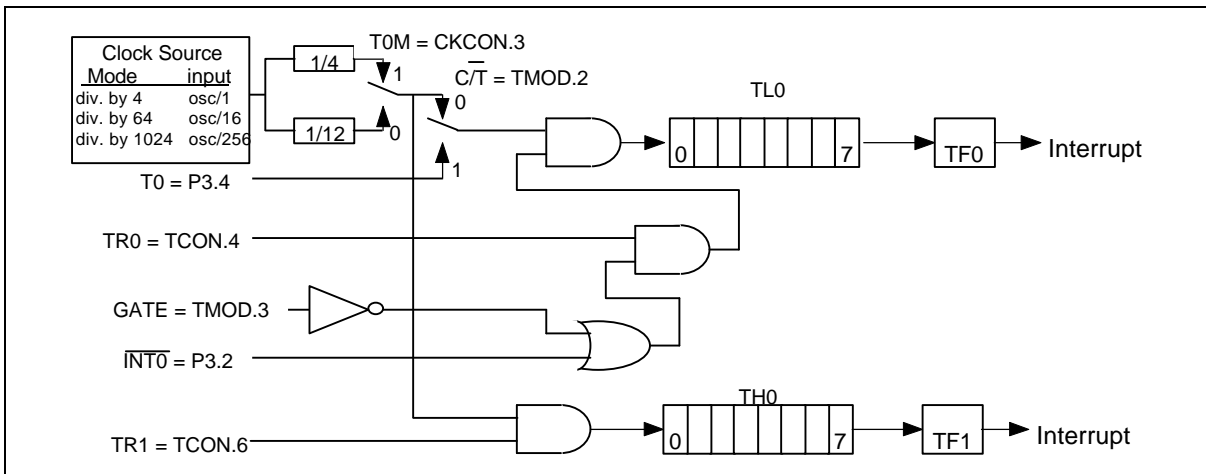 Clock Source
Mode input
div. by 4 osc/1
div. by 64 osc/16
div. by 1024 osc/256
1/4
1/12
T0M = CKCON.3
1
0
C/T̅ = TMOD.2
0
1
T0 = P3.4
TL0
0 7
TF0
Interrupt
TR0 = TCON.4
GATE = TMOD.3
I̅N̅T̅0̅ = P3.2
TR1 = TCON.6
TH0
0 7
TF1
Interrupt